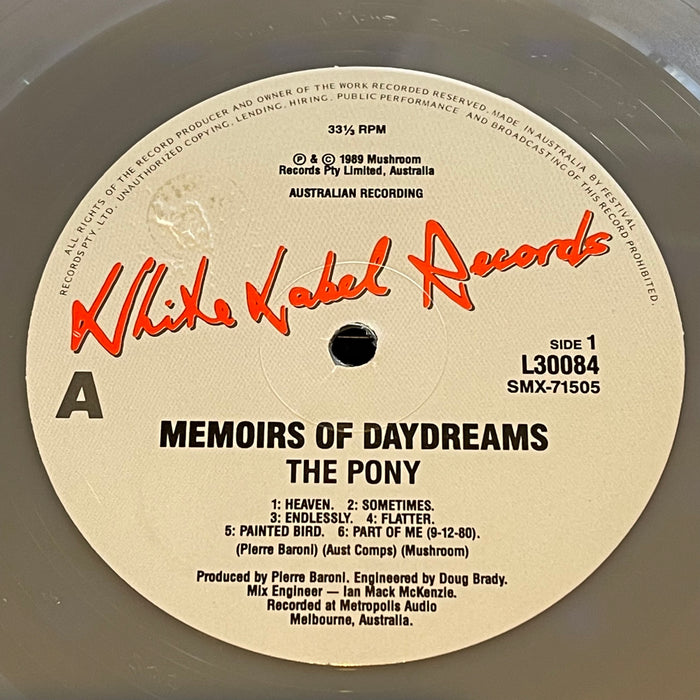 ALL RIGHTS OF THE RECORD PRODUCER AND OWNER OF THE WORK RECORDED RESERVED. MADE IN AUSTRALIA BY FESTIVAL
RECORDS PTY. LTD. UNAUTHORIZED COPYING, LENDING, HIRING, PUBLIC PERFORMANCE AND BROADCASTING OF THIS RECORD PROHIBITED.
33⅓ RPM
Ⓟ & © 1989 Mushroom
Records Pty Limited, Australia
AUSTRALIAN RECORDING
White Label Records
SIDE 1
L30084
SMX-71505
A
MEMOIRS OF DAYDREAMS
THE PONY
1: HEAVEN. 2: SOMETIMES.
3: ENDLESSLY. 4: FLATTER.
5: PAINTED BIRD. 6: PART OF ME (9-12-80).
(Pierre Baroni) (Aust Comps) (Mushroom)
Produced by Pierre Baroni. Engineered by Doug Brady.
Mix Engineer — Ian Mack McKenzie.
Recorded at Metropolis Audio
Melbourne, Australia.